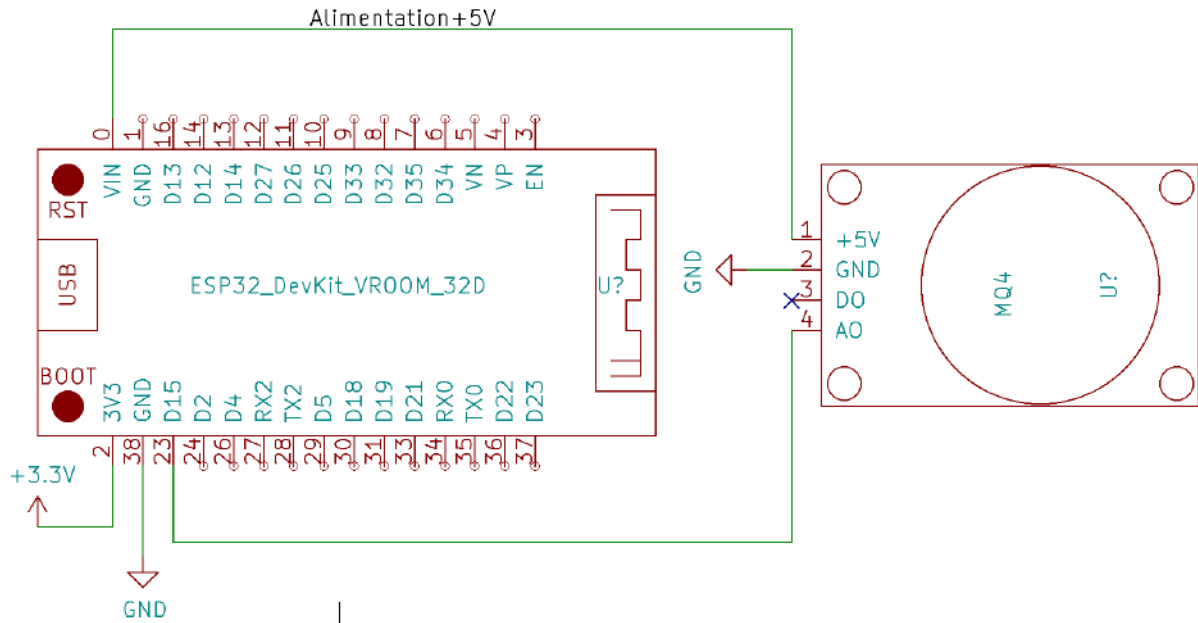 Alimentation+5V
0 1 16 14 13 12 11 10 9 8 7 6 5 4 3
VIN GND D13 D12 D14 D27 D26 D25 D33 D32 D35 D34 VN VP EN
RST
USB
ESP32_DevKit_VROOM_32D
U?
BOOT
3V3 GND D15 D2 D4 RX2 TX2 D5 D18 D19 D21 RX0 TX0 D22 D23
2 38 23 24 26 27 28 29 30 31 33 34 35 36 37
+3.3V
GND
GND
1 +5V
2 GND
3 DO
4 AO
MQ4
U?